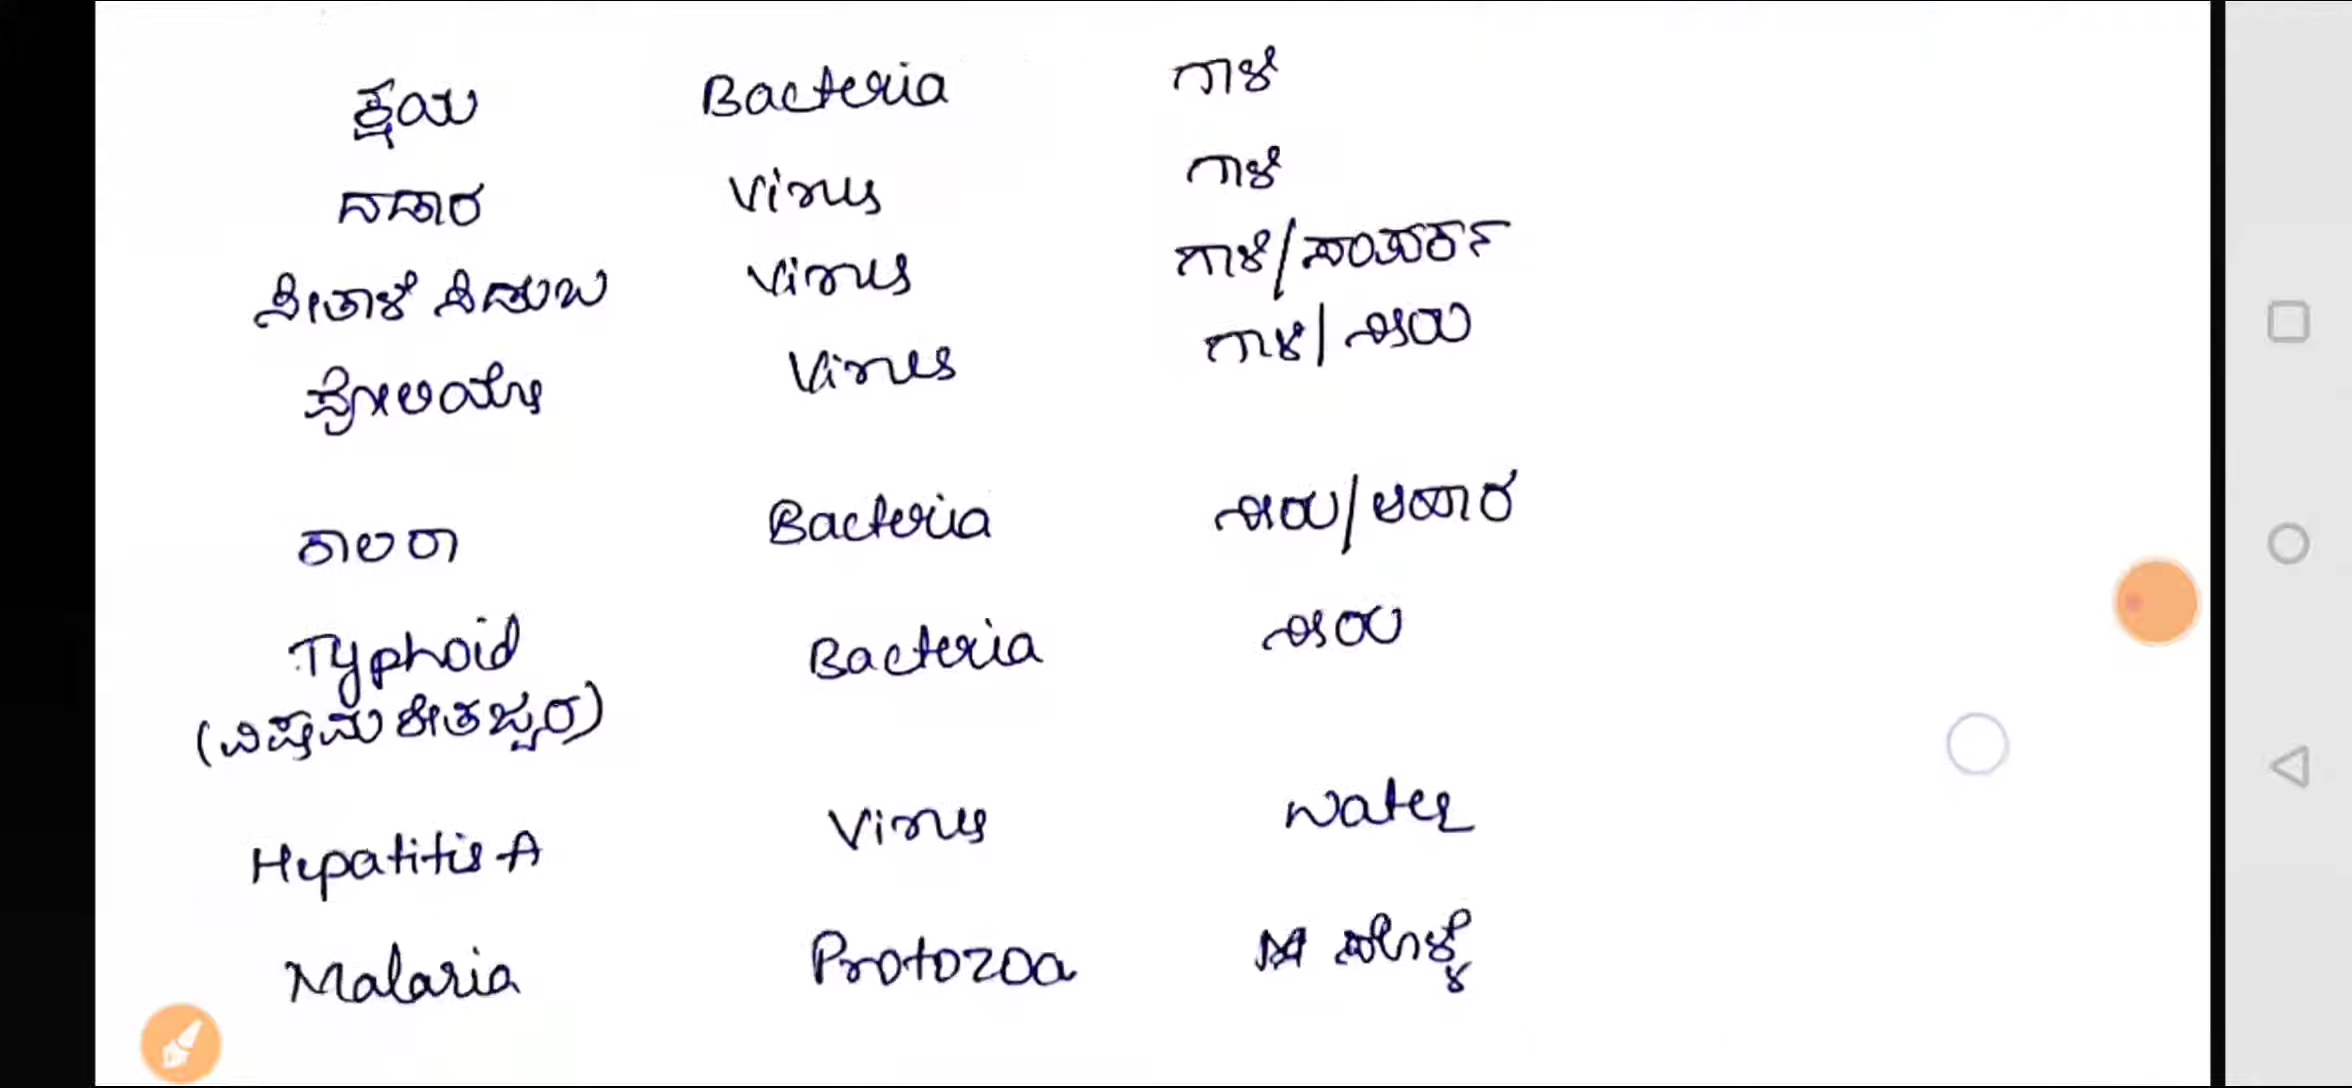 ಕ್ಷಯ Bacteria ಗಾಳಿ
ದಡಾರ Virus ಗಾಳಿ
ಸೀತಾಳೆ ಸಿಡುಬು Virus ಗಾಳಿ/ಸಂಪರ್ಕ
ಪೋಲಿಯೋ Virus ಗಾಳಿ/ನೀರು
ಕಾಲರಾ Bacteria ನೀರು/ಆಹಾರ
Typhoid Bacteria ನೀರು
(ವಿಷಮಶೀತಜ್ವರ)
Hepatitis A Virus Water
Malaria Protozoa ಸೊಳ್ಳೆ